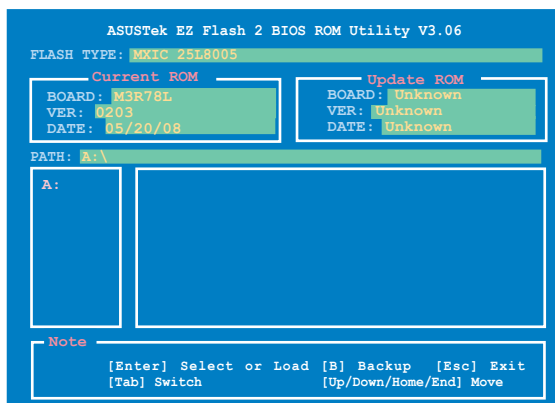 ASUSTek EZ Flash 2 BIOS ROM Utility V3.06
FLASH TYPE: MXIC 25L8005
Current ROM
BOARD: M3R78L
VER: 0203
DATE: 05/20/08
Update ROM
BOARD: Unknown
VER: Unknown
DATE: Unknown
PATH: A:\
A:
Note
[Enter] Select or Load [B] Backup [Esc] Exit
[Tab] Switch [Up/Down/Home/End] Move